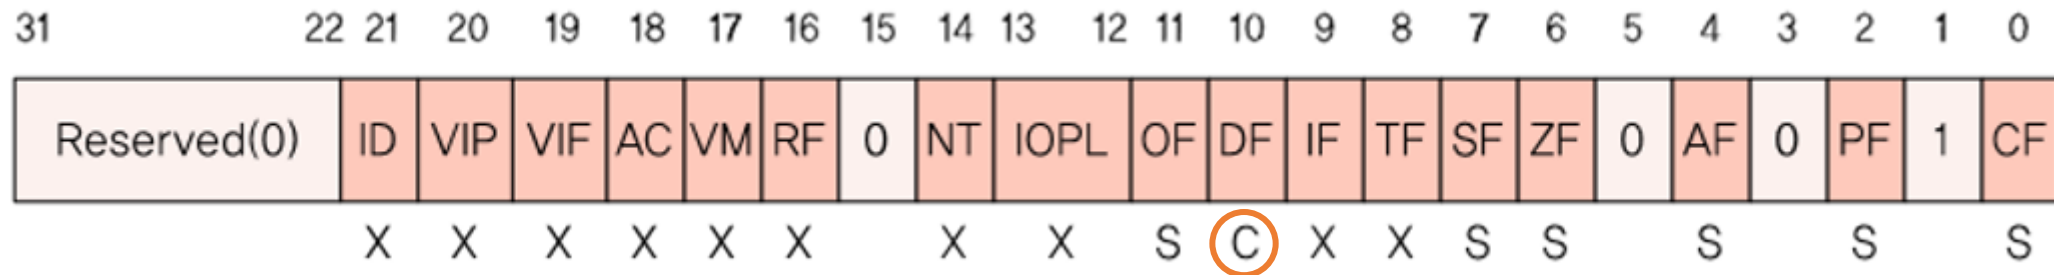 31 22 21 20 19 18 17 16 15 14 13 12 11 10 9 8 7 6 5 4 3 2 1 0
Reserved(0) ID VIP VIF AC VM RF 0 NT IOPL OF DF IF TF SF ZF 0 AF 0 PF 1 CF
X X X X X X X X S C X X S S S S S